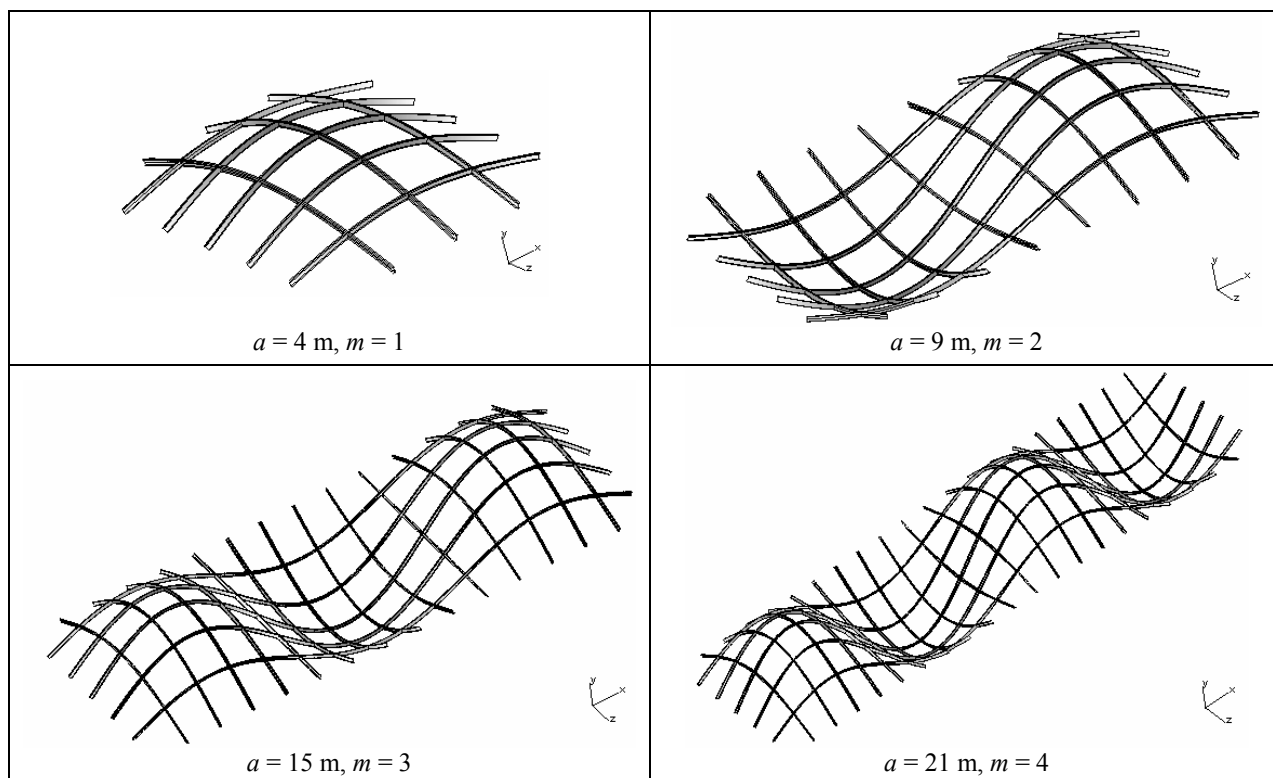 y
x
z
a = 4 m, m = 1
y
x
z
a = 9 m, m = 2
y
x
z
a = 15 m, m = 3
y
x
z
a = 21 m, m = 4